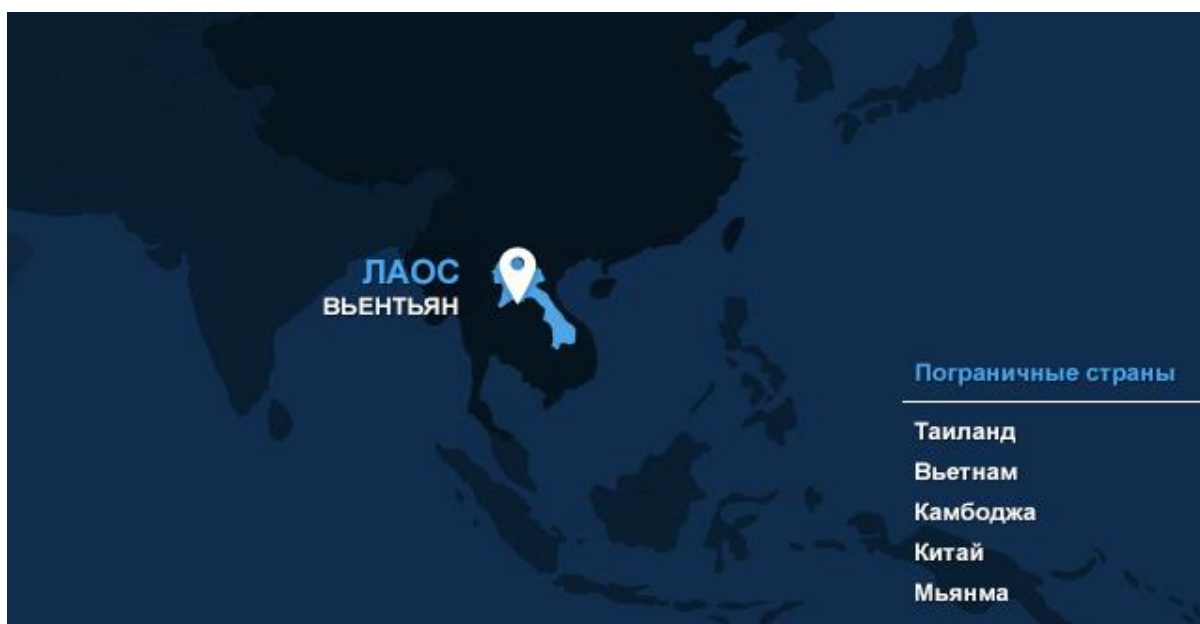 ЛАОС
ВЬЕНТЬЯН
Пограничные страны
Таиланд
Вьетнам
Камбоджа
Китай
Мьянма